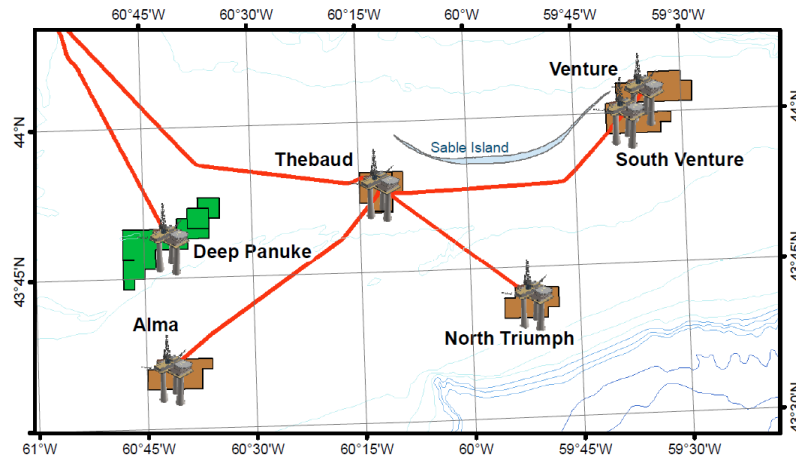 60°45'W 60°30'W 60°15'W 60°0'W 59°45'W 59°30'W
Venture
44°N
44°N
Sable Island
Thebaud
South Venture
Deep Panuke
43°45'N
43°45'N
Alma
North Triumph
43°30'N
61°W 60°45'W 60°30'W 60°15'W 60°W 59°45'W 59°30'W